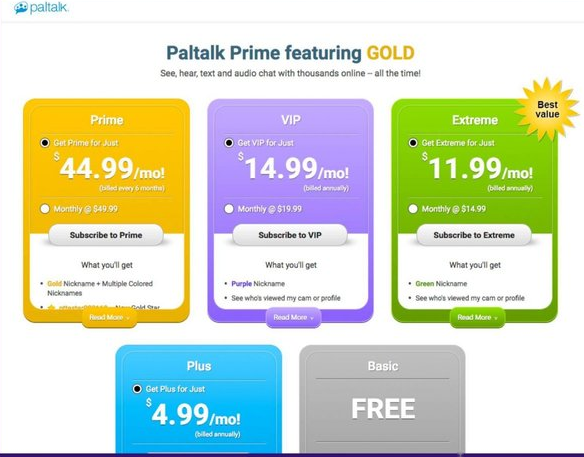 paltalk
Paltalk Prime featuring GOLD
See, hear, text and audio chat with thousands online – all the time!
Best
value
Prime
Get Prime for Just
$44.99/mo!
(billed every 6 months)
Monthly @ $49.99
Subscribe to Prime
What you'll get
Gold Nickname + Multiple Colored
Nicknames
New Gold Star
Read More
VIP
Get VIP for Just
$14.99/mo!
(billed annually)
Monthly @ $19.99
Subscribe to VIP
What you'll get
Purple Nickname
See who's viewed my cam or profile
Read More
Extreme
Get Extreme for Just
$11.99/mo!
(billed annually)
Monthly @ $14.99
Subscribe to Extreme
What you'll get
Green Nickname
See who's viewed my cam or profile
Read More
Plus
Get Plus for Just
$4.99/mo!
(billed annually)
Basic
FREE